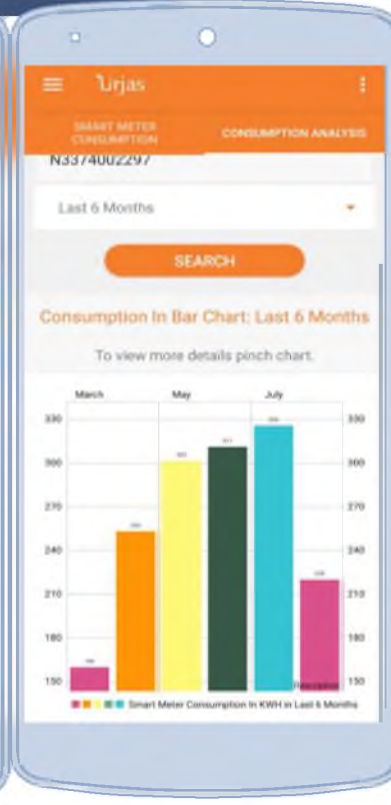 Urjas
SMART METER
CONSUMPTION
CONSUMPTION ANALYSIS
N3374002297
Last 6 Months
SEARCH
Consumption In Bar Chart: Last 6 Months
To view more details pinch chart.
March May July
330 330
300 300
270 270
240 240
210 210
180 180
150 150
Smart Meter Consumption In KWH in Last 6 Months